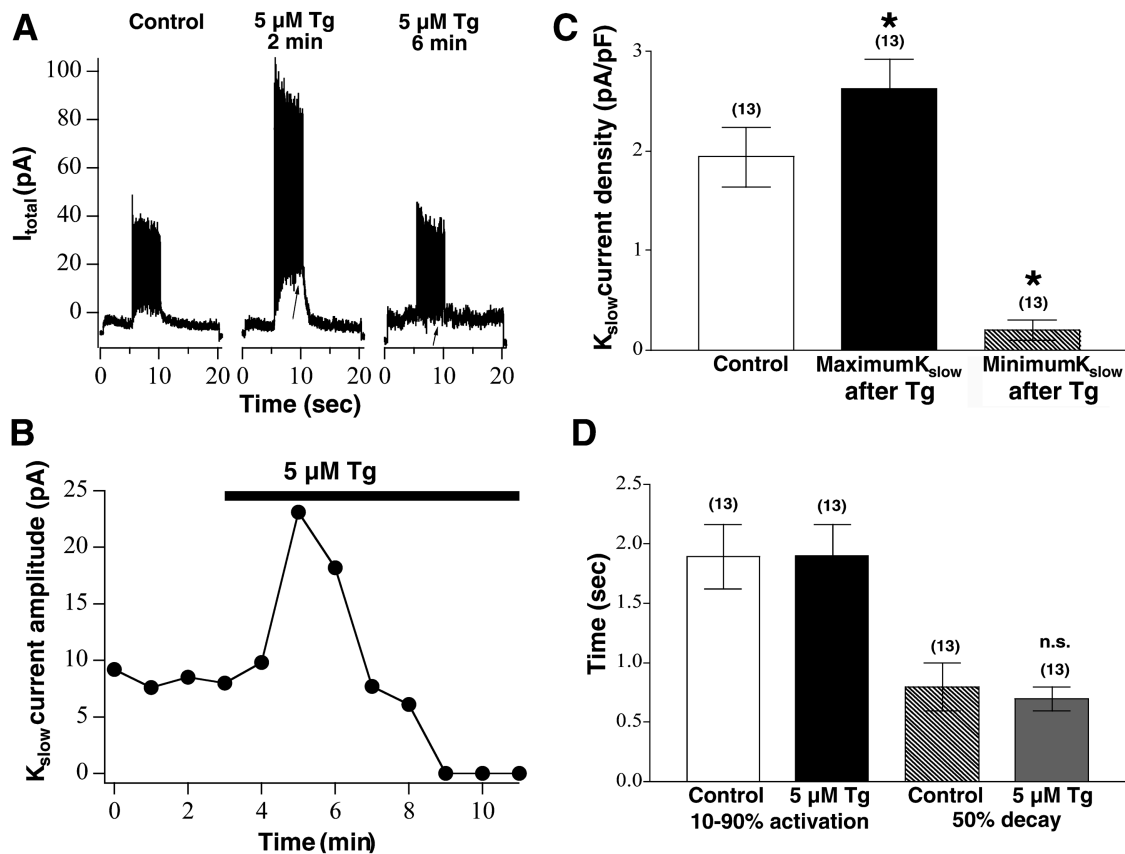 A
Control
5 µM Tg
2 min
5 µM Tg
6 min
I_total (pA)
100
80
60
40
20
0
0 10 20
0 10 20
0 10 20
Time (sec)
B
5 µM Tg
K_slow current amplitude (pA)
25
20
15
10
5
0
0 2 4 6 8 10
Time (min)
C
K_slow current density (pA/pF)
3
2
1
0
(13)
*
(13)
*
(13)
Control
MaximumK_slow
after Tg
MinimumK_slow
after Tg
D
Time (sec)
2.5
2.0
1.5
1.0
0.5
0.0
(13)
(13)
(13)
n.s.
(13)
Control 5 µM Tg Control 5 µM Tg
10-90% activation 50% decay